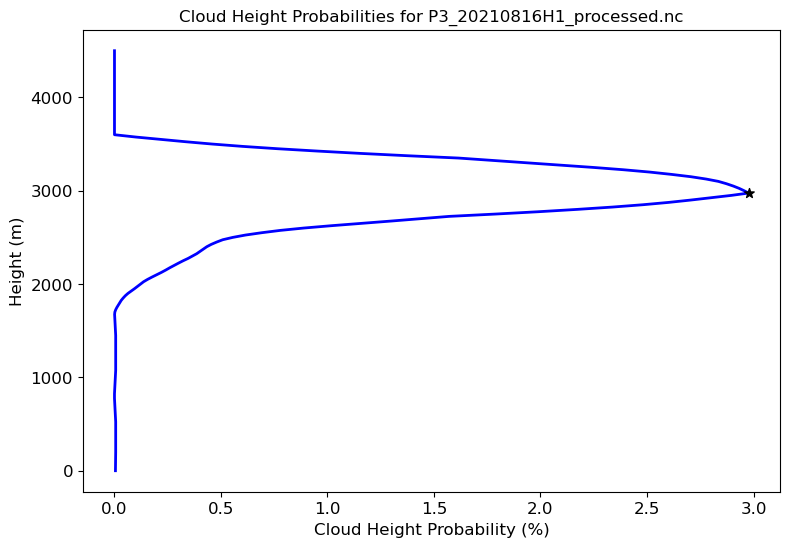 Cloud Height Probabilities for P3_20210816H1_processed.nc
Height (m)
4000
3000
2000
1000
0
0.0 0.5 1.0 1.5 2.0 2.5 3.0
Cloud Height Probability (%)